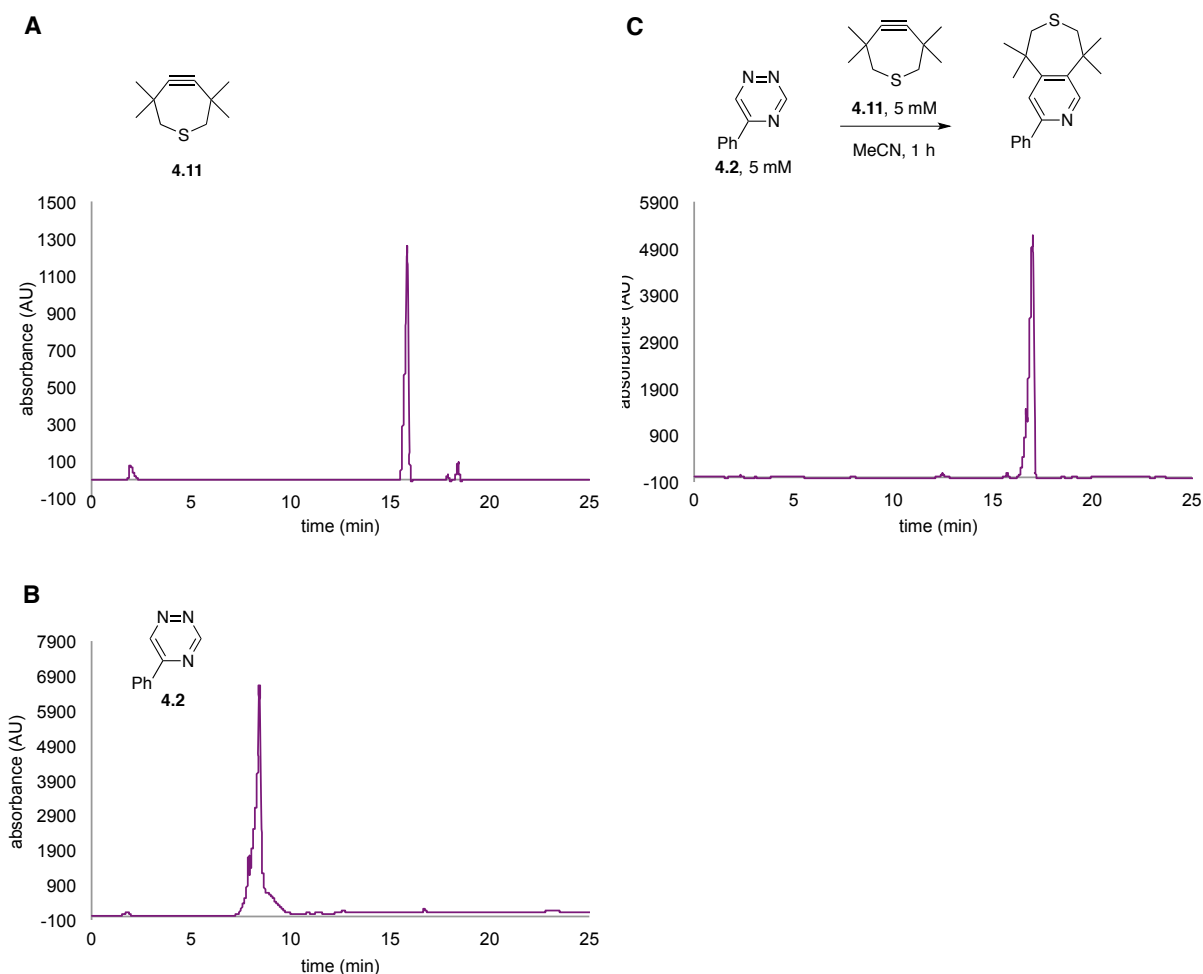 A
S
4.11
1500
1300
1100
900
700
500
300
100
-100
absorbance (AU)
0 5 10 15 20 25
time (min)
B
N=N
N
Ph
4.2
7900
6900
5900
4900
3900
2900
1900
900
-100
absorbance (AU)
0 5 10 15 20 25
time (min)
C
N=N
N
Ph
4.2, 5 mM
S
4.11, 5 mM
MeCN, 1 h
S
N
Ph
5900
4900
3900
2900
1900
900
-100
absorbance (AU)
0 5 10 15 20 25
time (min)